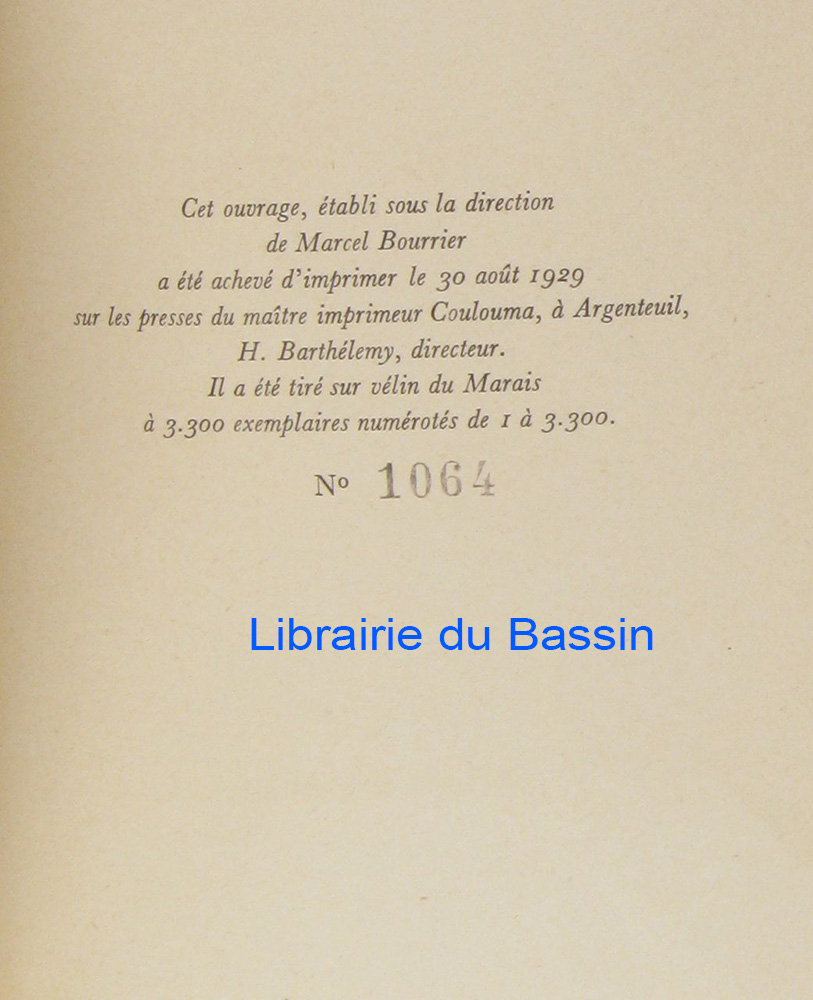 Cet ouvrage, établi sous la direction
de Marcel Bourrier
a été achevé d'imprimer le 30 août 1929
sur les presses du maître imprimeur Coulouma, à Argenteuil,
H. Barthélemy, directeur.
Il a été tiré sur vélin du Marais
à 3.300 exemplaires numérotés de 1 à 3.300.
Nº 1064
Librairie du Bassin